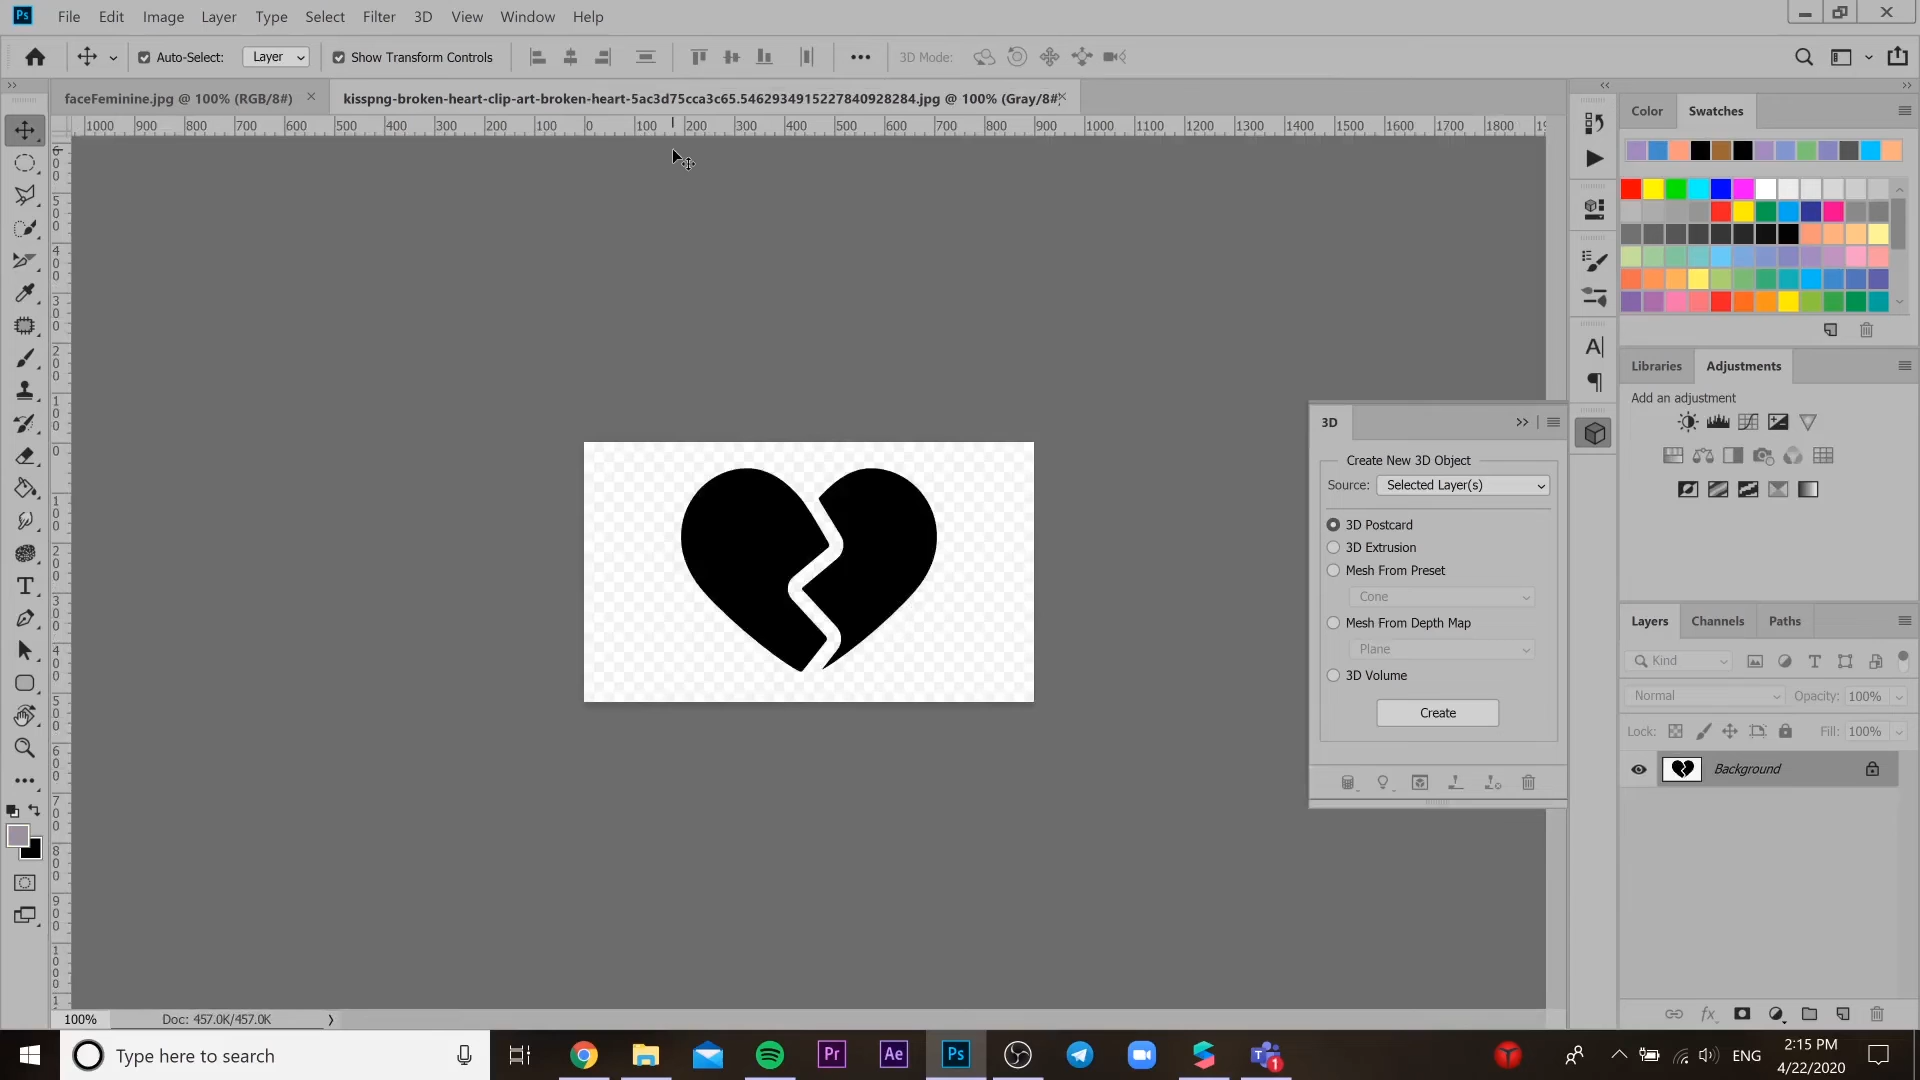 Ps File Edit Image Layer Type Select Filter 3D View Window Help
Auto-Select: Layer Show Transform Controls 3D Mode:
faceFeminine.jpg @ 100% (RGB/8#) kisspng-broken-heart-clip-art-broken-heart-5ac3d75cca3c65.5462934915227840928284.jpg @ 100% (Gray/8#)
1000 900 800 700 600 500 400 300 200 100 0 100 200 300 400 500 600 700 800 900 1000 1100 1200 1300 1400 1500 1600 1700 1800
Color Swatches
Libraries Adjustments
Add an adjustment
3D
Create New 3D Object
Source: Selected Layer(s)
3D Postcard
3D Extrusion
Mesh From Preset
Cone
Mesh From Depth Map
Plane
3D Volume
Create
Layers Channels Paths
Kind
Normal Opacity: 100%
Lock: Fill: 100%
Background
100% Doc: 457.0K/457.0K
Type here to search
Pr Ae Ps
1
ENG
2:15 PM
4/22/2020